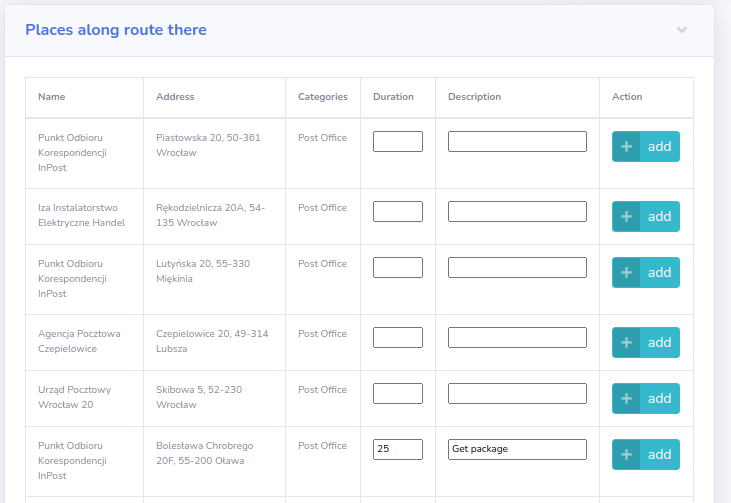 Places along route there
Name Address Categories Duration Description Action
Punkt Odbioru
Korespondencji
InPost
Piastowska 20, 50-361
Wrocław
Post Office
+ add
Iza Instalatorstwo
Elektryczne Handel
Rękodzielnicza 20A, 54-
135 Wrocław
Post Office
+ add
Punkt Odbioru
Korespondencji
InPost
Lutyńska 20, 55-330
Miękinia
Post Office
+ add
Agencja Pocztowa
Czepielowice
Czepielowice 20, 49-314
Lubsza
Post Office
+ add
Urząd Pocztowy
Wrocław 20
Skibowa 5, 52-230
Wrocław
Post Office
+ add
Punkt Odbioru
Korespondencji
InPost
Bolesława Chrobrego
20F, 55-200 Oława
Post Office
25
Get package
+ add